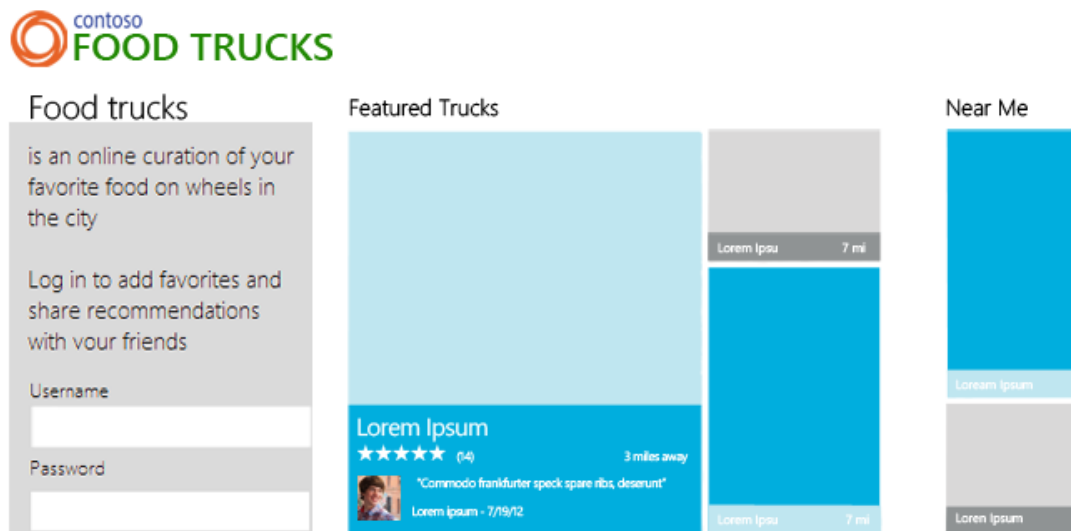 contoso
FOOD TRUCKS
Food trucks
is an online curation of your
favorite food on wheels in
the city
Log in to add favorites and
share recommendations
with your friends
Username
Password
Featured Trucks
Lorem Ipsum
(14)
3 miles away
"Commodo frankfurter speck spare ribs, deserunt"
Lorem ipsum - 7/19/12
Lorem Ipsu 7 mi
Lorem Ipsu 7 mi
Near Me
Loream Ipsum
Loren Ipsum